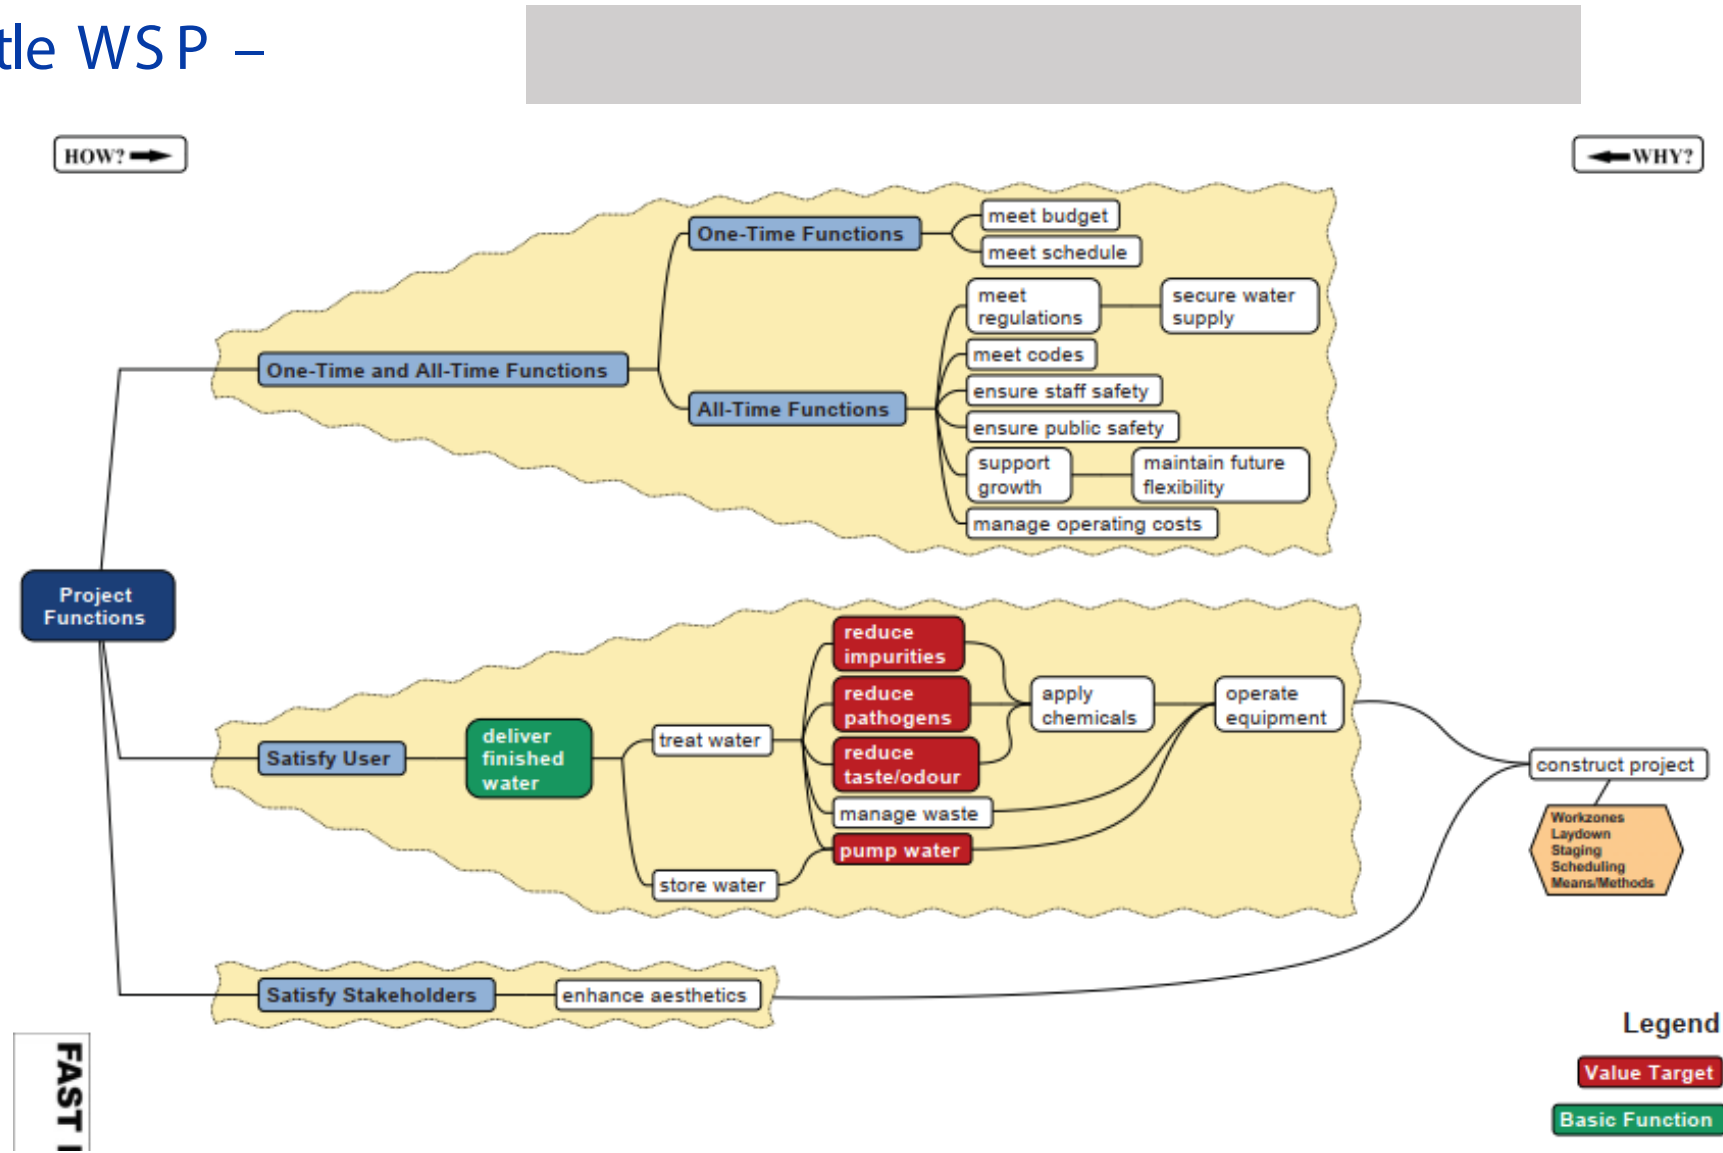 tle WSP –
HOW?
WHY?
One-Time Functions
meet budget
meet schedule
meet
regulations
secure water
supply
One-Time and All-Time Functions
All-Time Functions
meet codes
ensure staff safety
ensure public safety
support
growth
maintain future
flexibility
manage operating costs
Project
Functions
Satisfy User
deliver
finished
water
treat water
store water
reduce
impurities
reduce
pathogens
reduce
taste/odour
manage waste
pump water
apply
chemicals
operate
equipment
construct project
Workzones
Laydown
Staging
Scheduling
Means/Methods
Satisfy Stakeholders
enhance aesthetics
FAST
Legend
Value Target
Basic Function